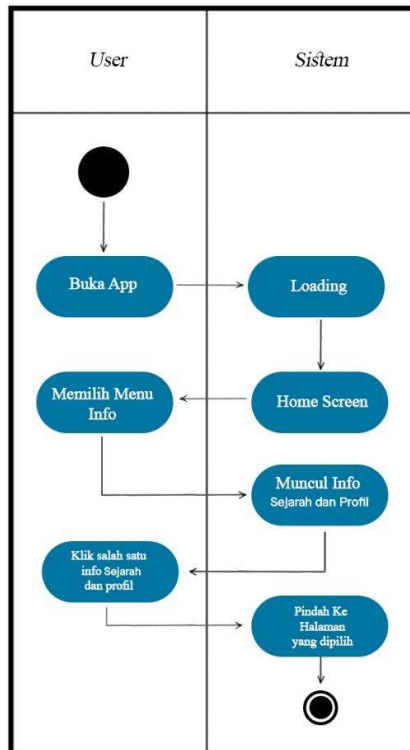 User
Sistem
Buka App
Loading
Memilih Menu
Info
Home Screen
Muncul Info
Sejarah dan Profil
Klik salah satu
info Sejarah
dan profil
Pindah Ke
Halaman
yang dipilih